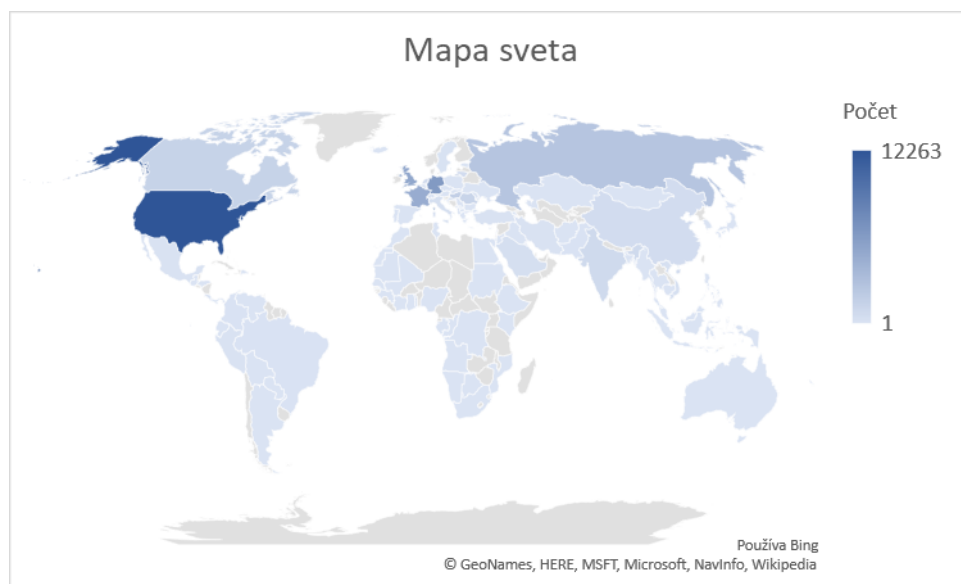 Mapa sveta
Počet
12263
1
Používa Bing
© GeoNames, HERE, MSFT, Microsoft, NavInfo, Wikipedia